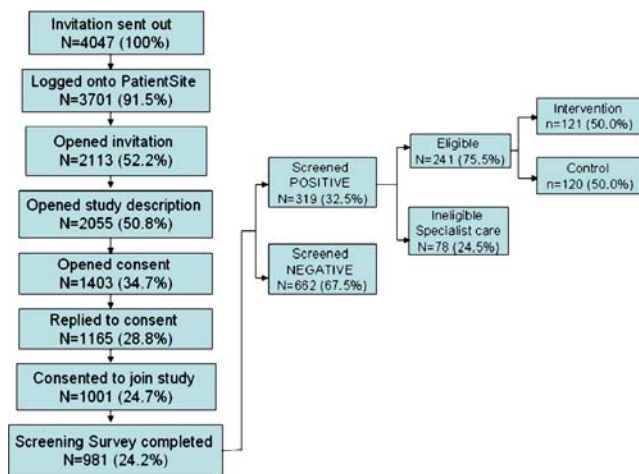 Invitation sent out
N=4047 (100%)
Logged onto PatientSite
N=3701 (91.5%)
Opened invitation
N=2113 (52.2%)
Opened study description
N=2055 (50.8%)
Opened consent
N=1403 (34.7%)
Replied to consent
N=1165 (28.8%)
Consented to join study
N=1001 (24.7%)
Screening Survey completed
N=981 (24.2%)
Screened
POSITIVE
N=319 (32.5%)
Screened
NEGATIVE
N=662 (67.5%)
Eligible
N=241 (75.5%)
Ineligible
Specialist care
N=78 (24.5%)
Intervention
n=121 (50.0%)
Control
n=120 (50.0%)